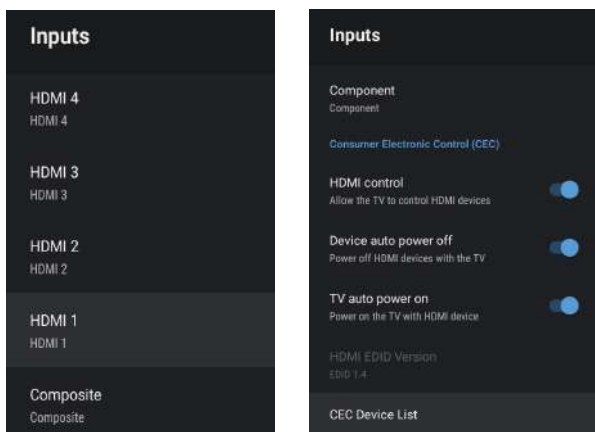 Inputs
HDMI 4
HDMI 4
HDMI 3
HDMI 3
HDMI 2
HDMI 2
HDMI 1
HDMI 1
Composite
Composite
Inputs
Component
Component
Consumer Electronic Control (CEC)
HDMI control
Allow the TV to control HDMI devices
Device auto power off
Power off HDMI devices with the TV
TV auto power on
Power on the TV with HDMI device
HDMI EDID Version
EDID 1.4
CEC Device List